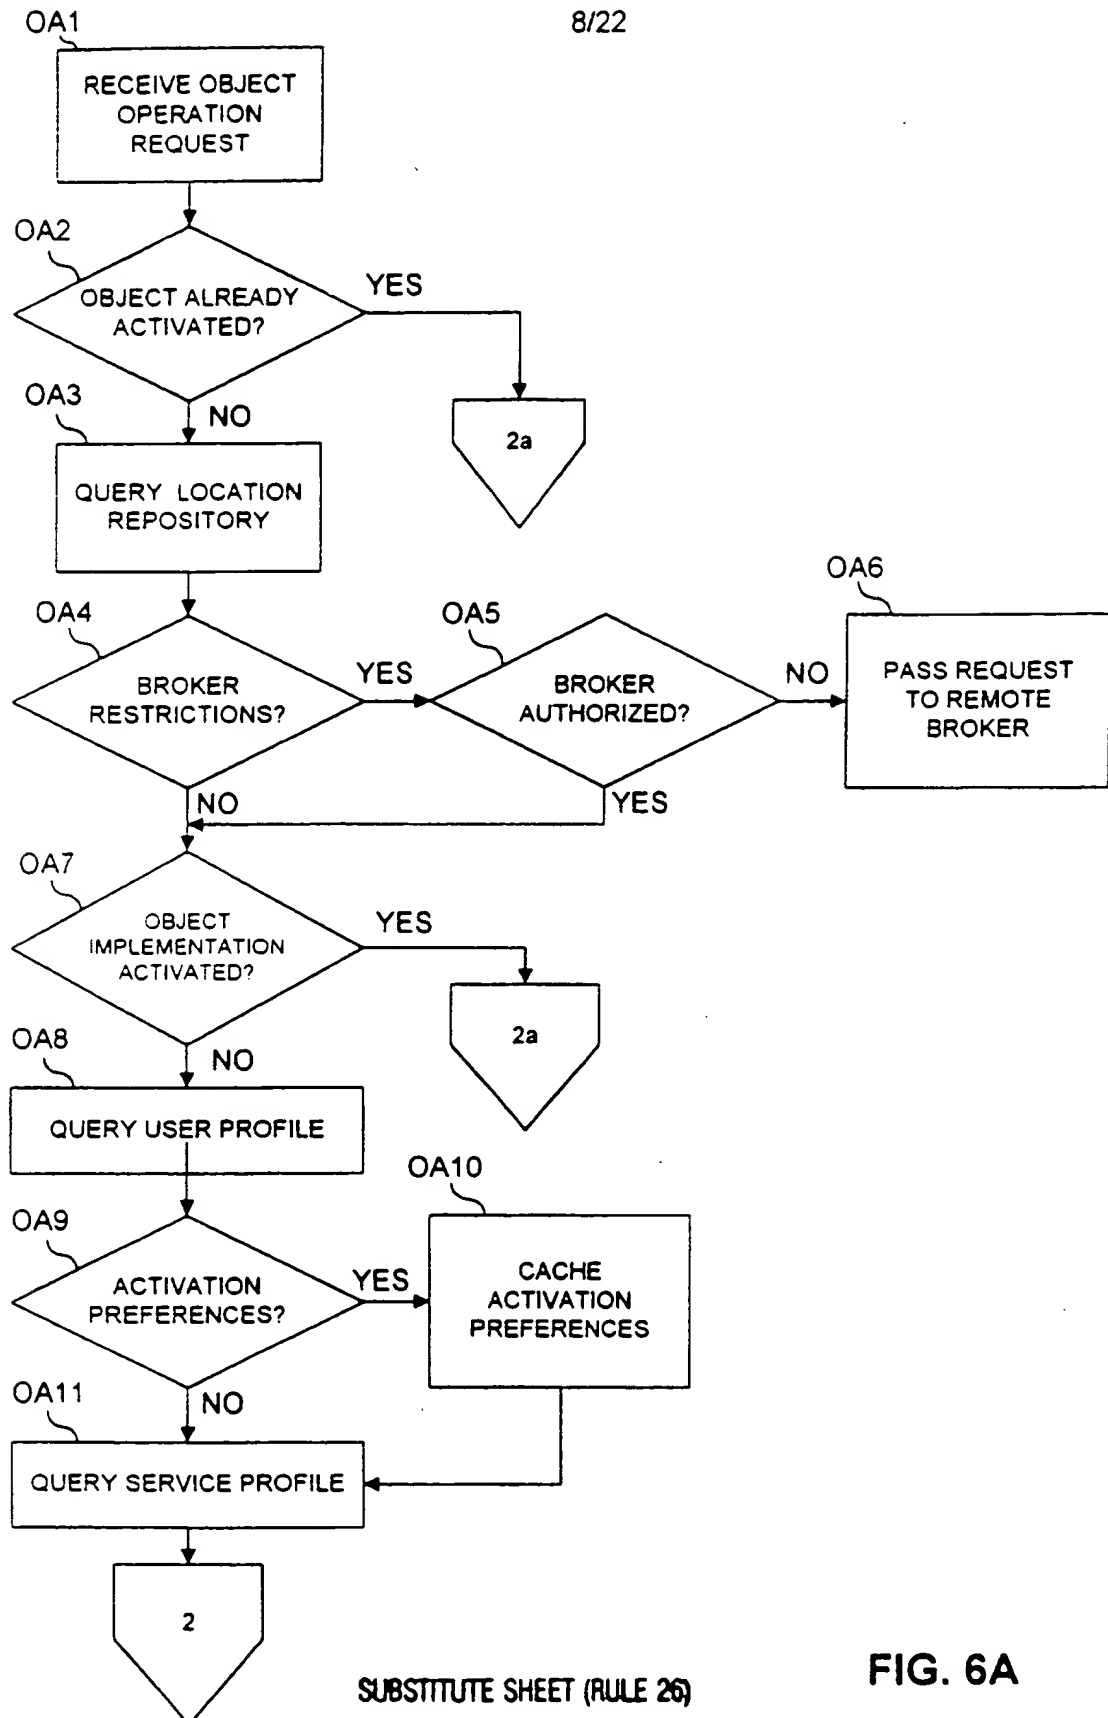 8/22
OA1
RECEIVE OBJECT
OPERATION
REQUEST
OA2
OBJECT ALREADY
ACTIVATED?
YES
2a
NO
OA3
QUERY LOCATION
REPOSITORY
OA4
BROKER
RESTRICTIONS?
YES
OA5
BROKER
AUTHORIZED?
NO
OA6
PASS REQUEST
TO REMOTE
BROKER
NO
YES
OA7
OBJECT
IMPLEMENTATION
ACTIVATED?
YES
2a
NO
OA8
QUERY USER PROFILE
OA9
ACTIVATION
PREFERENCES?
YES
OA10
CACHE
ACTIVATION
PREFERENCES
NO
OA11
QUERY SERVICE PROFILE
2
SUBSTITUTE SHEET (RULE 26)
FIG. 6A